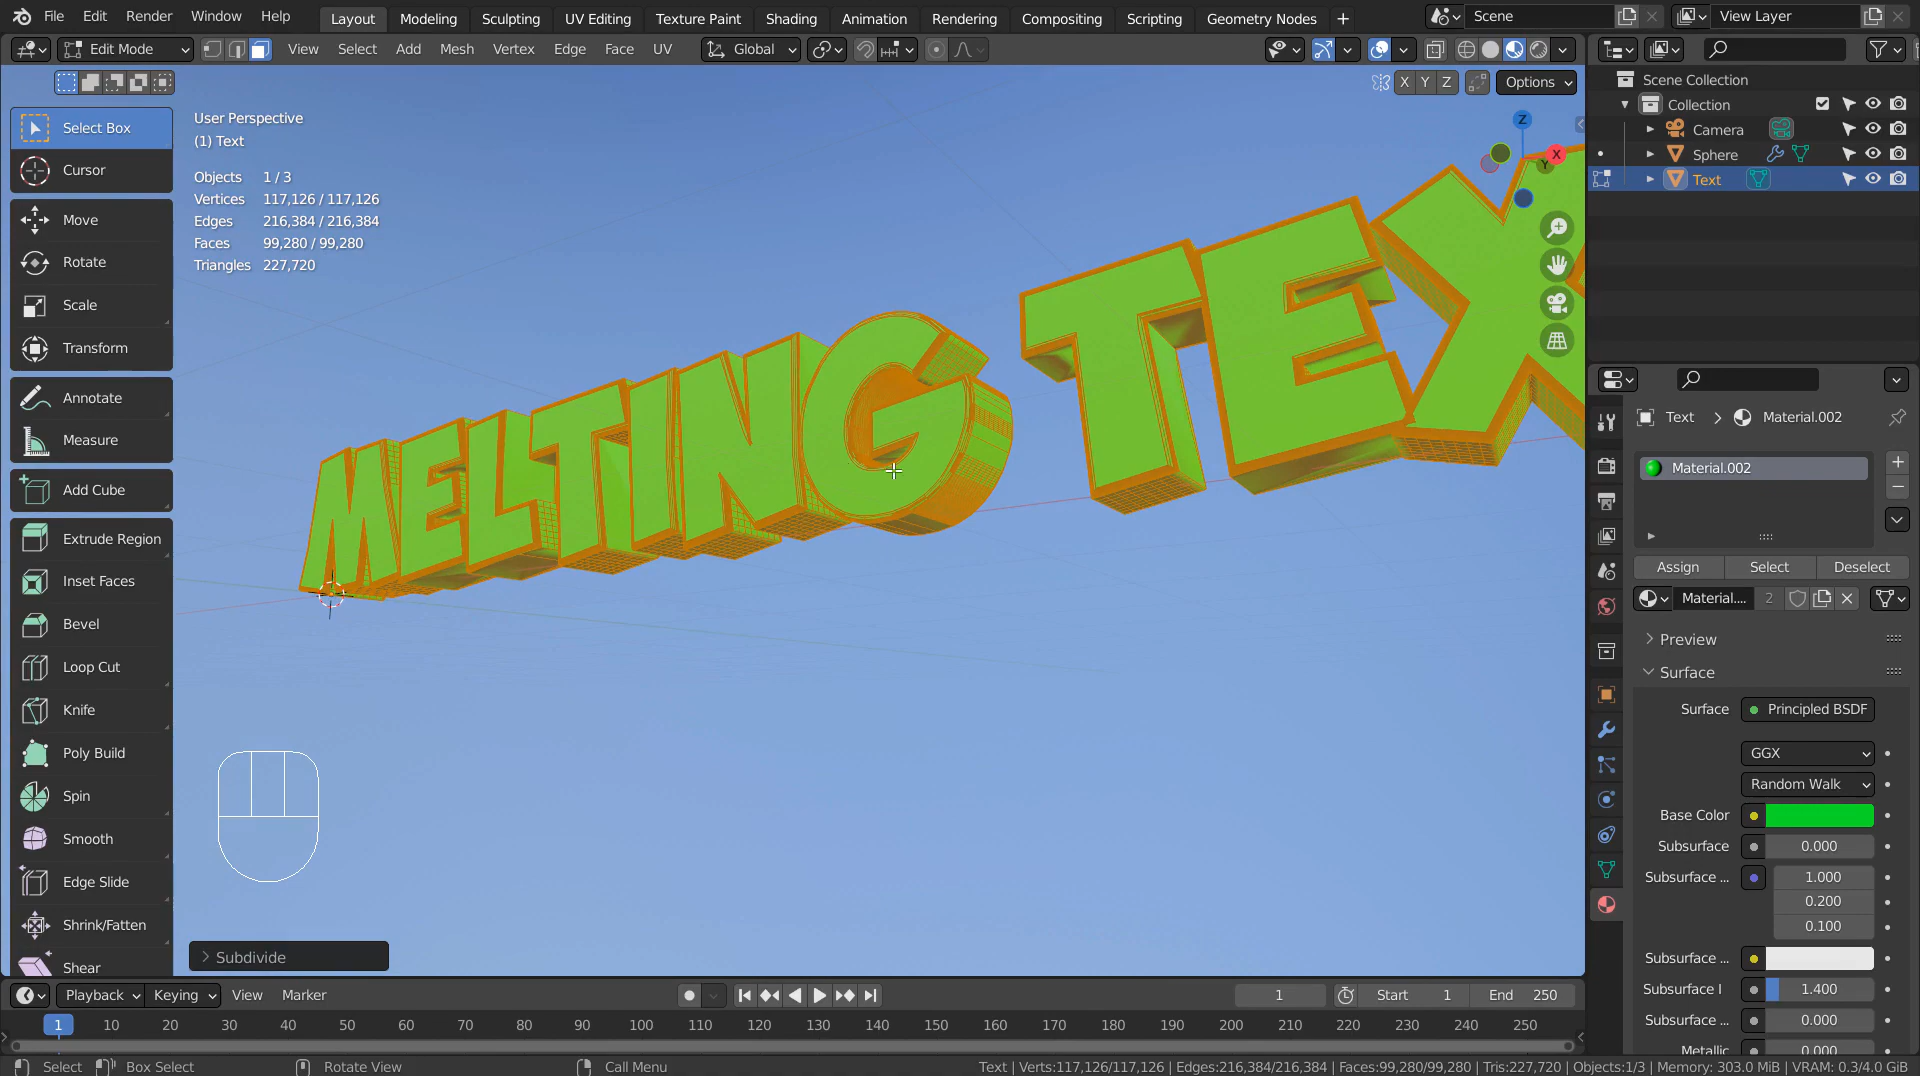 File Edit Render Window Help Layout Modeling Sculpting UV Editing Texture Paint Shading Animation Rendering Compositing Scripting Geometry Nodes + Scene View Layer
Edit Mode View Select Add Mesh Vertex Edge Face UV Global
X Y Z Options
Select Box
Cursor
Move
Rotate
Scale
Transform
Annotate
Measure
Add Cube
Extrude Region
Inset Faces
Bevel
Loop Cut
Knife
Poly Build
Spin
Smooth
Edge Slide
Shrink/Fatten
Shear
User Perspective
(1) Text
Objects 1 / 3
Vertices 117,126 / 117,126
Edges 216,384 / 216,384
Faces 99,280 / 99,280
Triangles 227,720
MELTING TEX
Z
X
Y
Subdivide
Scene Collection
Collection
Camera
Sphere
Text
Text Material.002
Material.002
Assign Select Deselect
Material.... 2
Preview
Surface
Surface Principled BSDF
GGX
Random Walk
Base Color
Subsurface 0.000
Subsurface ... 1.000
0.200
0.100
Subsurface ...
Subsurface I 1.400
Subsurface ... 0.000
Metallic 0.000
Playback Keying View Marker 1 Start 1 End 250
1 10 20 30 40 50 60 70 80 90 100 110 120 130 140 150 160 170 180 190 200 210 220 230 240 250
Select Box Select Rotate View Call Menu Text | Verts:117,126/117,126 | Edges:216,384/216,384 | Faces:99,280/99,280 | Tris:227,720 | Objects:1/3 | Memory: 303.0 MiB | VRAM: 0.3/4.0 GiB